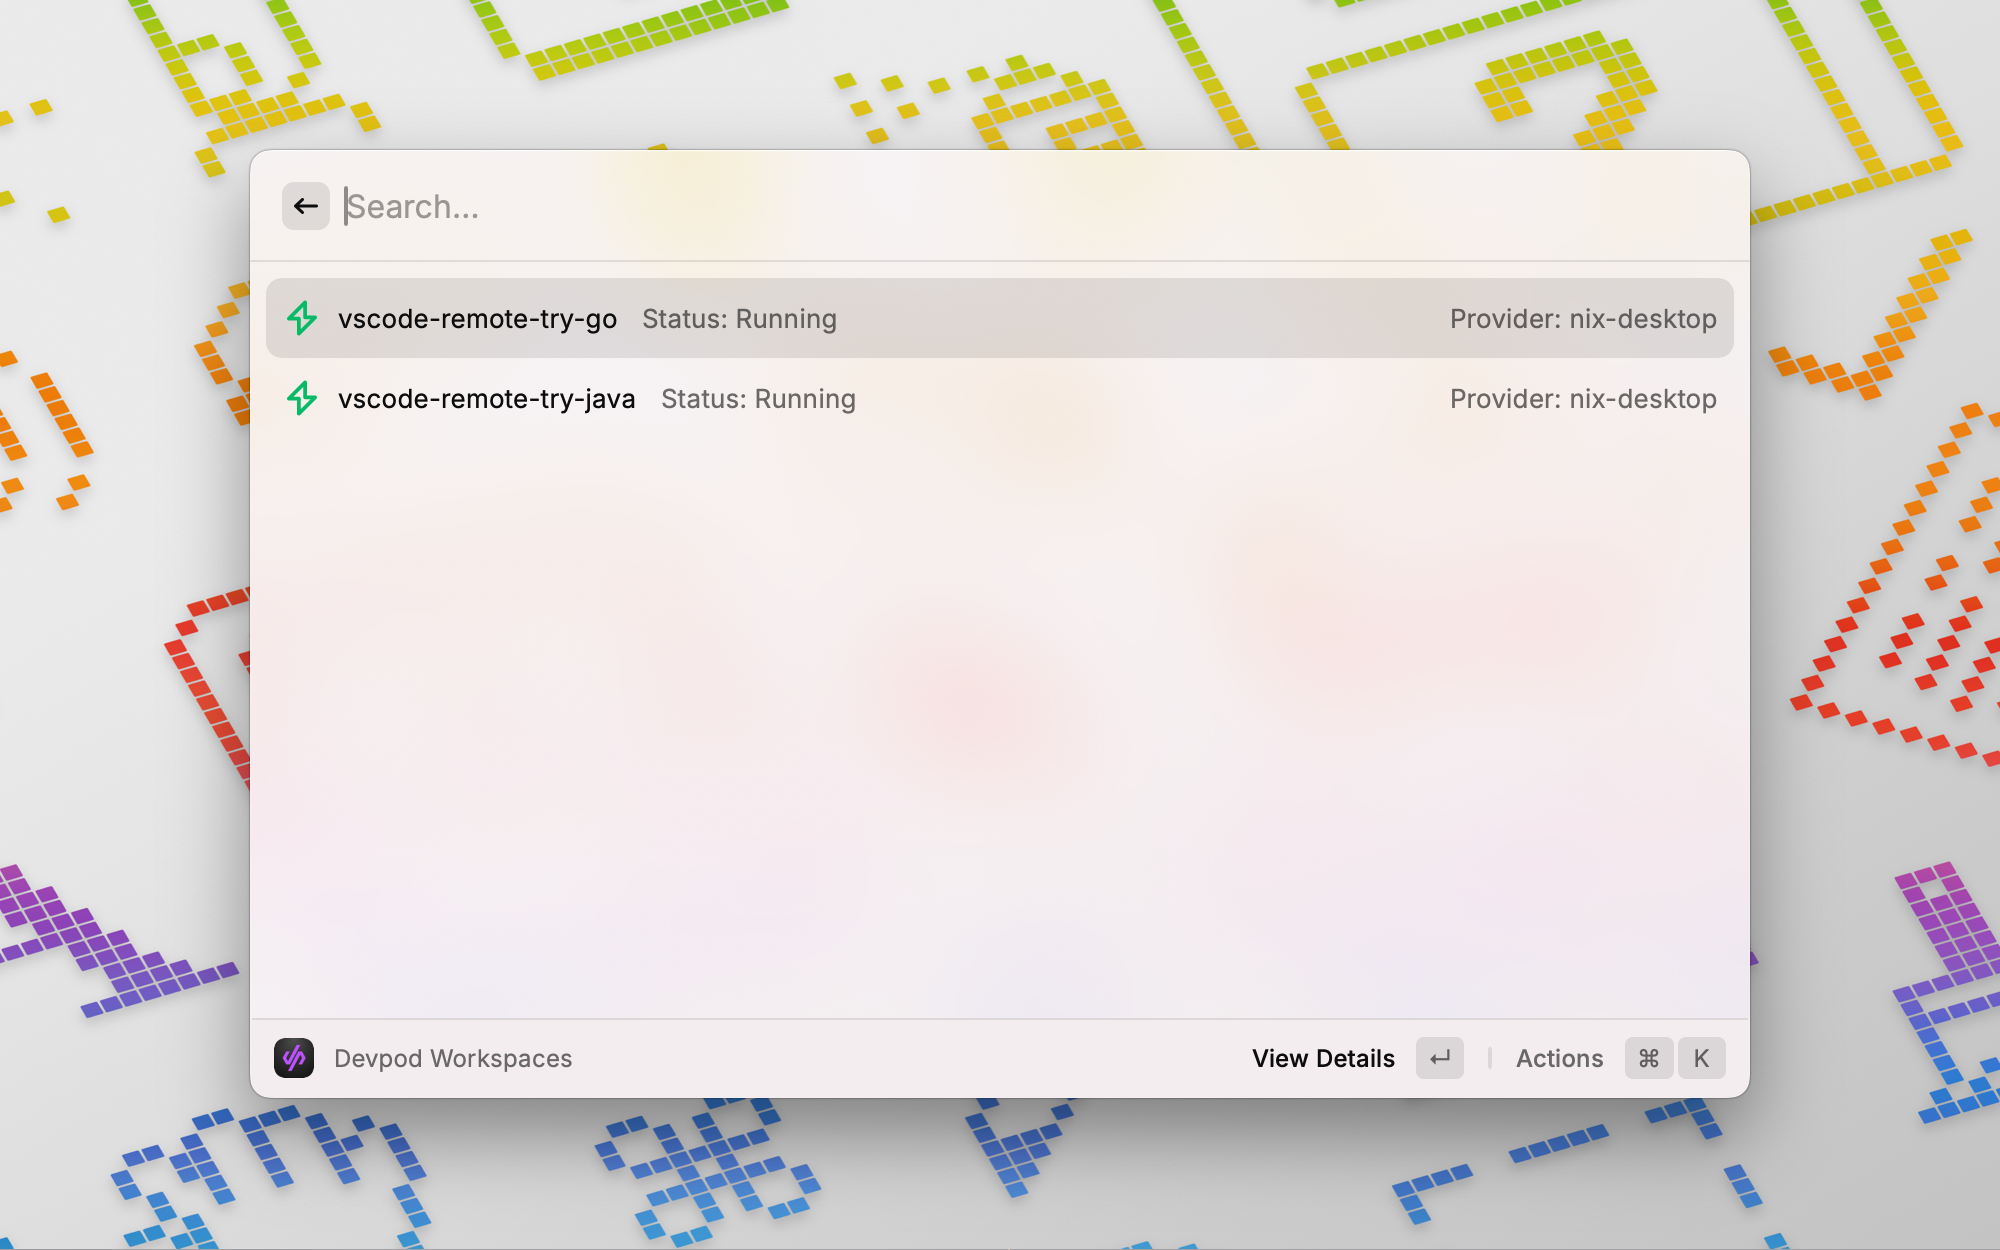 Search...
vscode-remote-try-go Status: Running Provider: nix-desktop
vscode-remote-try-java Status: Running Provider: nix-desktop
Devpod Workspaces View Details Actions ⌘ K